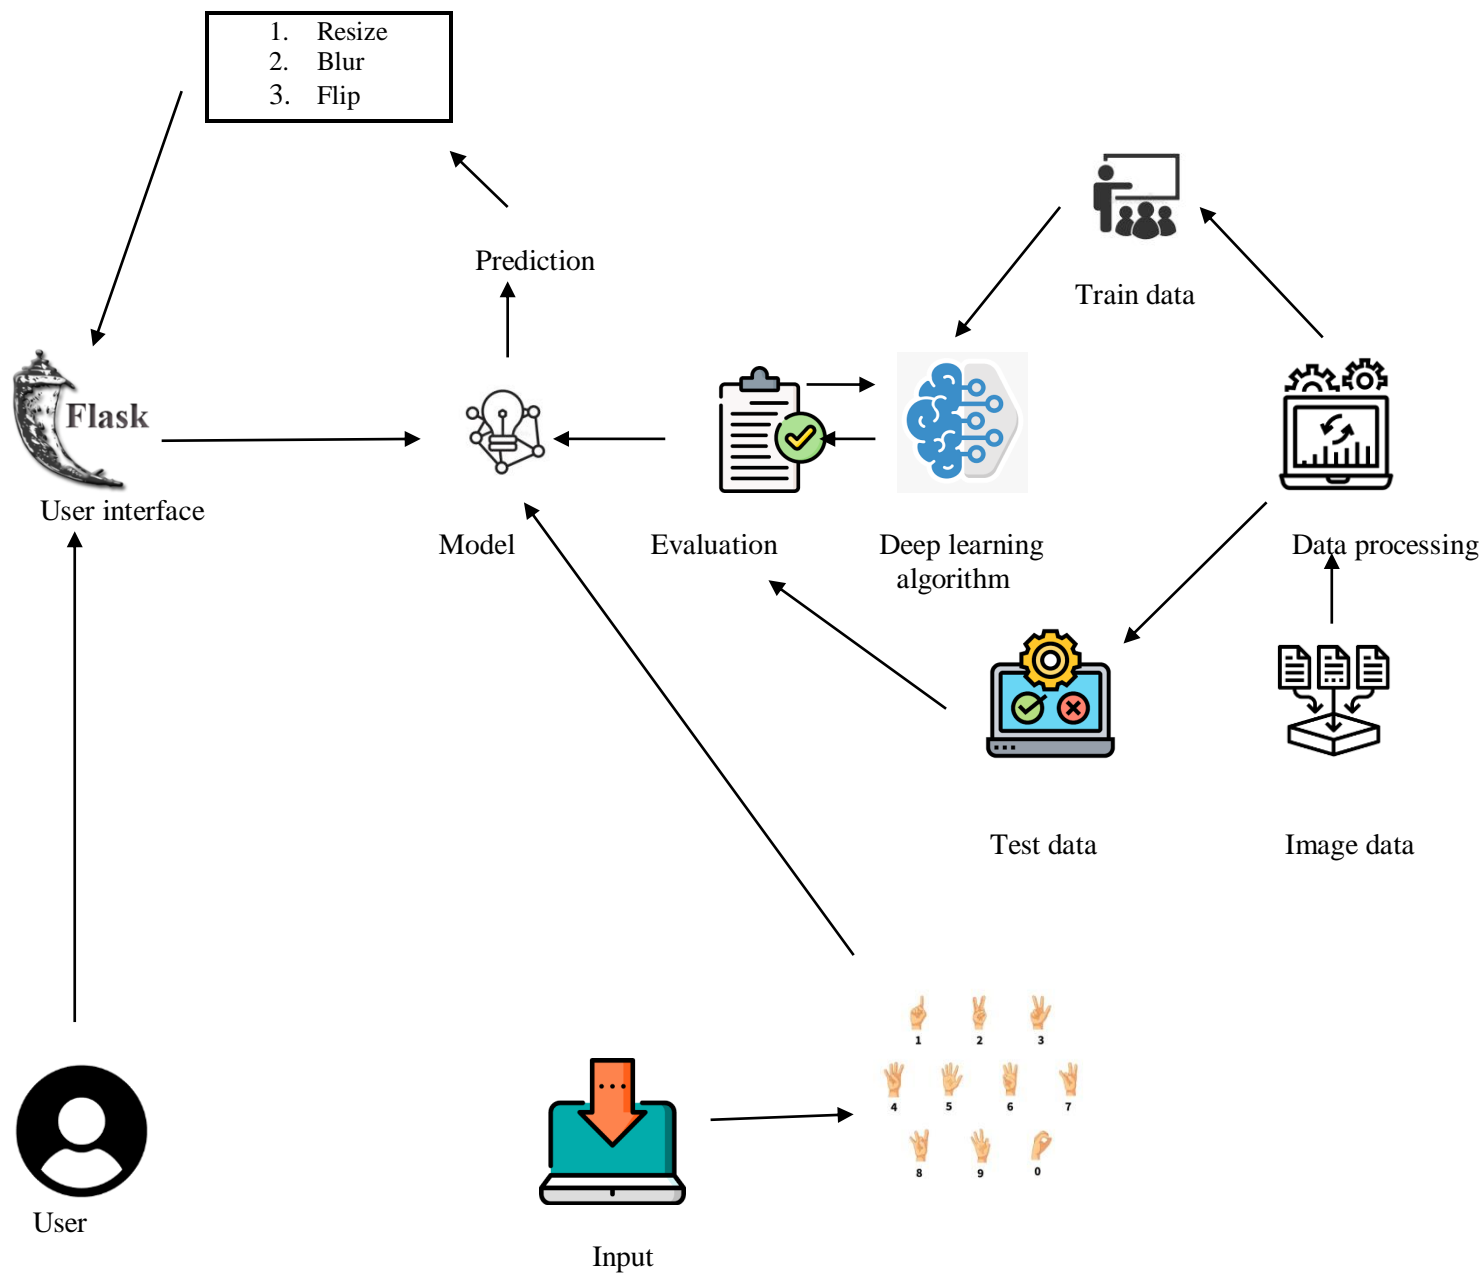 1. Resize
2. Blur
3. Flip
Prediction
Train data
Flask
User interface
Model
Evaluation
Deep learning
algorithm
Data processing
Test data
Image data
1 2 3
4 5 6 7
8 9 0
User
Input